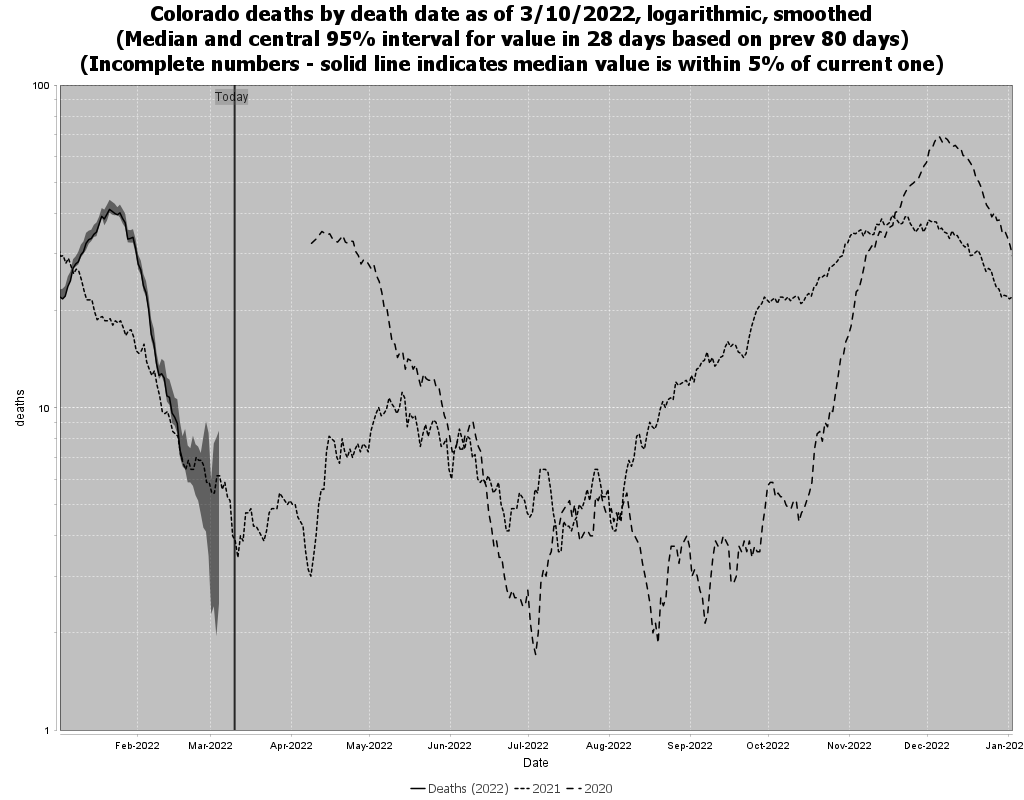 Colorado deaths by death date as of 3/10/2022, logarithmic, smoothed
(Median and central 95% interval for value in 28 days based on prev 80 days)
(Incomplete numbers - solid line indicates median value is within 5% of current one)
100
Today
deaths
10
1
Feb-2022 Mar-2022 Apr-2022 May-2022 Jun-2022 Jul-2022 Aug-2022 Sep-2022 Oct-2022 Nov-2022 Dec-2022 Jan-202
Date
Deaths (2022) 2021 2020